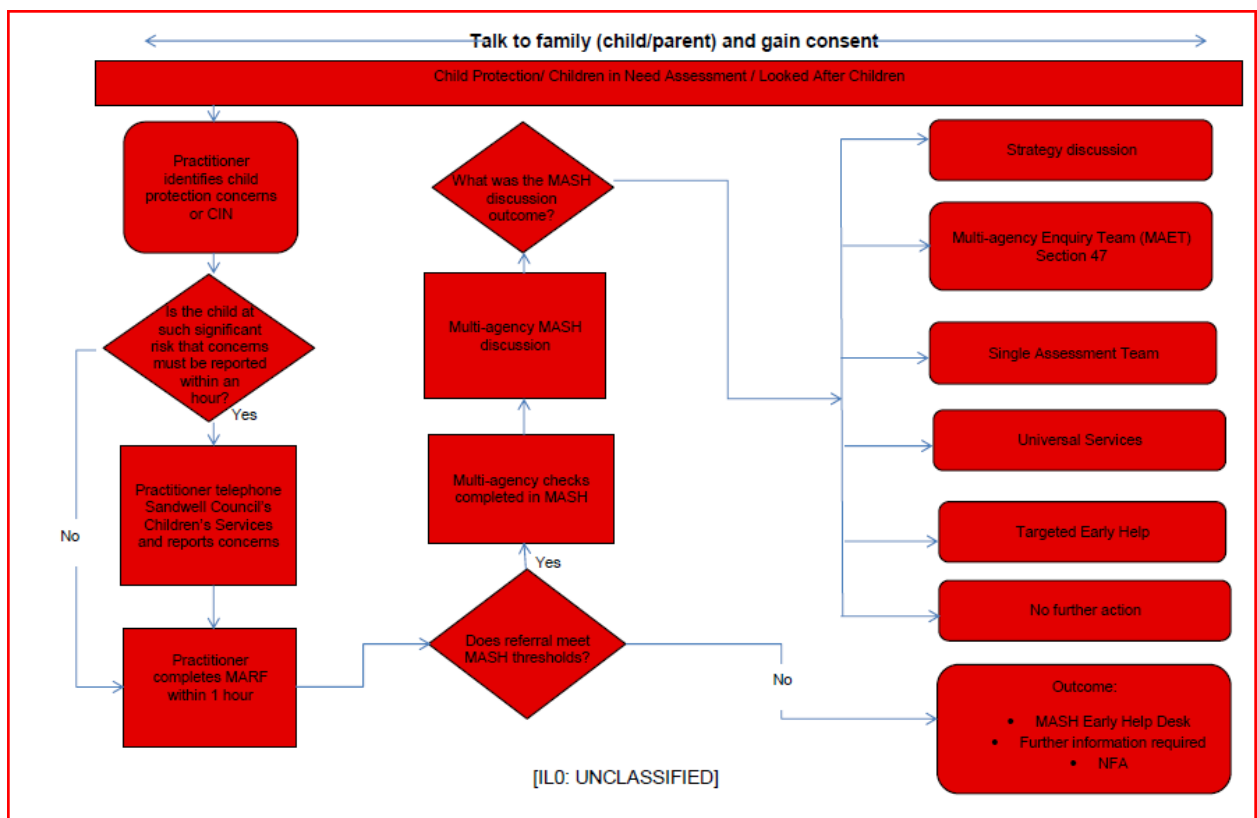 Talk to family (child/parent) and gain consent
Child Protection/ Children in Need Assessment / Looked After Children
Practitioner
identifies child
protection concerns
or CIN
Is the child at
such significant
risk that concerns
must be reported
within an
hour?
Yes
No
Practitioner telephone
Sandwell Council's
Children's Services
and reports concerns
Practitioner
completes MARF
within 1 hour
What was the MASH
discussion
outcome?
Multi-agency MASH
discussion
Multi-agency checks
completed in MASH
Yes
Does referral meet
MASH thresholds?
No
Strategy discussion
Multi-agency Enquiry Team (MAET)
Section 47
Single Assessment Team
Universal Services
Targeted Early Help
No further action
Outcome:
• MASH Early Help Desk
• Further information required
• NFA
[IL0: UNCLASSIFIED]